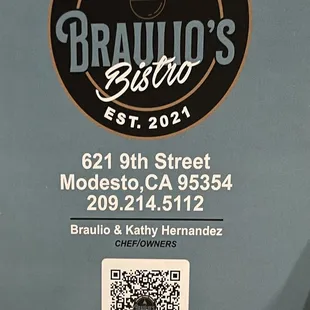 BRAULIO'S
Bistro
EST. 2021
621 9th Street
Modesto,CA 95354
209.214.5112
Braulio & Kathy Hernandez
CHEF/OWNERS